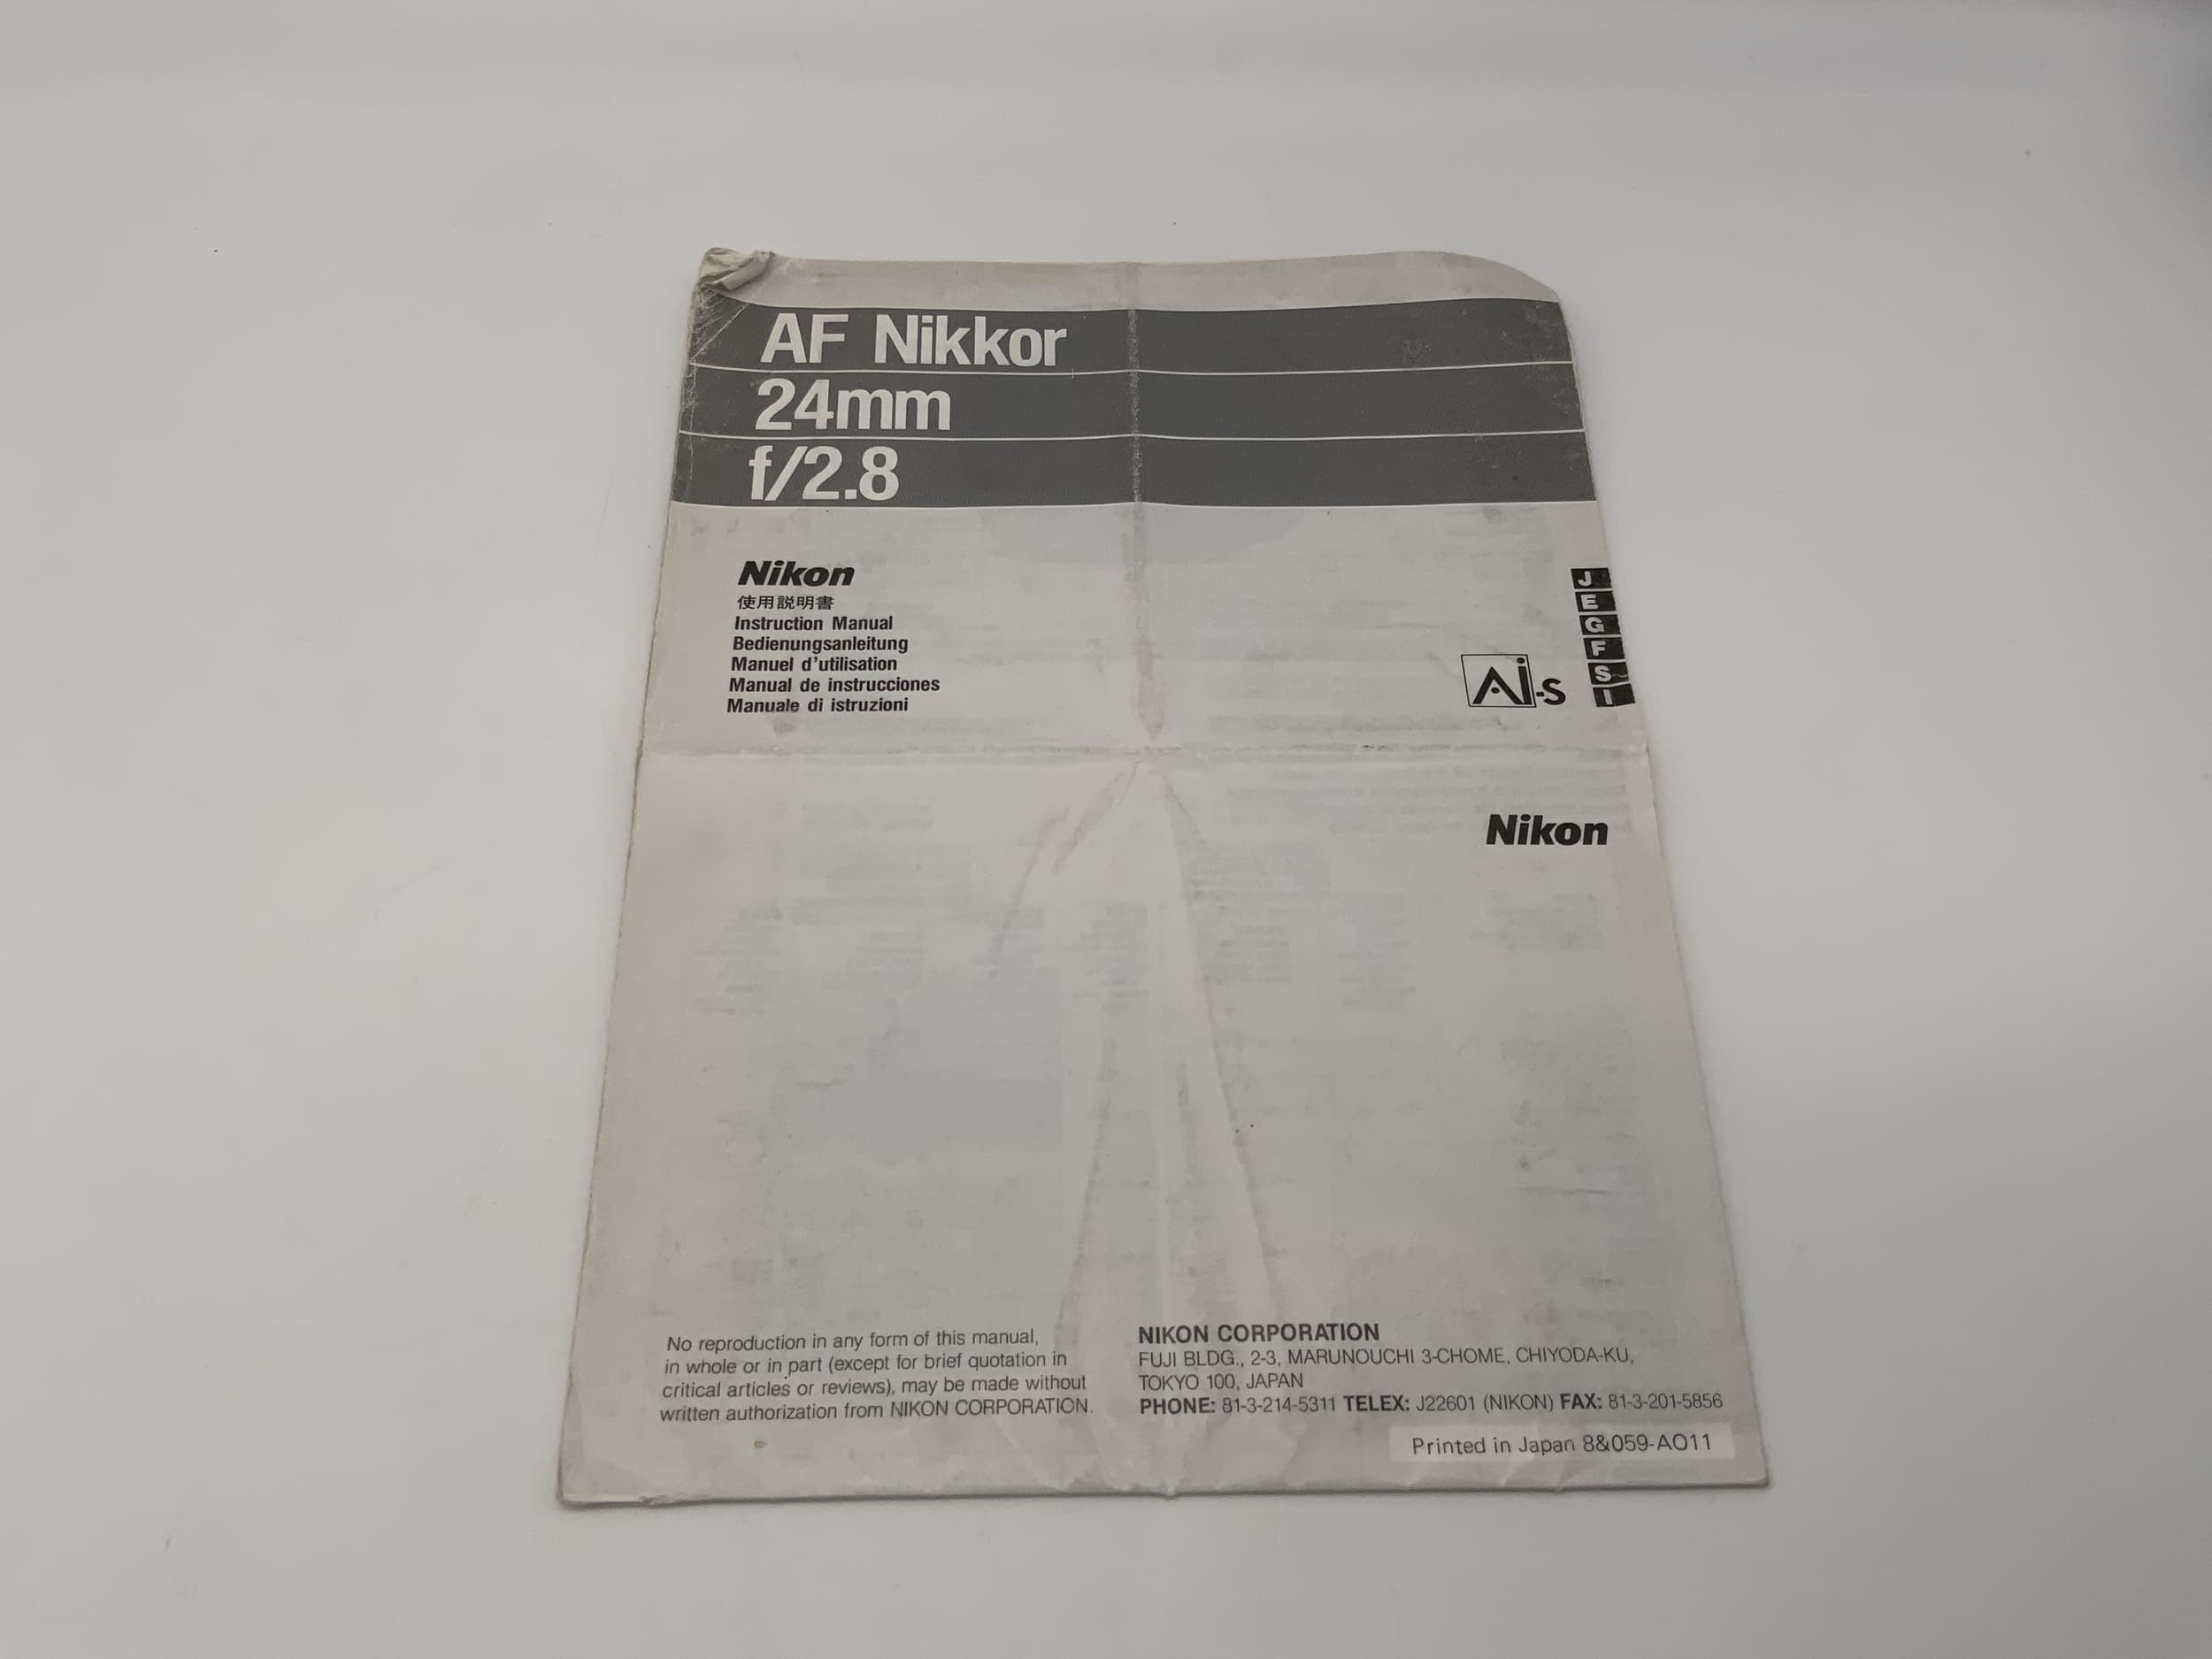 AF Nikkor
24mm
f/2.8
Nikon
使用説明書
Instruction Manual
Bedienungsanleitung
Manuel d'utilisation
Manual de instrucciones
Manuale di istruzioni
J
E
G
F
S
I
Ai-S
Nikon
No reproduction in any form of this manual,
in whole or in part (except for brief quotation in
critical articles or reviews), may be made without
written authorization from NIKON CORPORATION.
NIKON CORPORATION
FUJI BLDG., 2-3, MARUNOUCHI 3-CHOME, CHIYODA-KU,
TOKYO 100, JAPAN
PHONE: 81-3-214-5311 TELEX: J22601 (NIKON) FAX: 81-3-201-5856
Printed in Japan 8&059-AO11